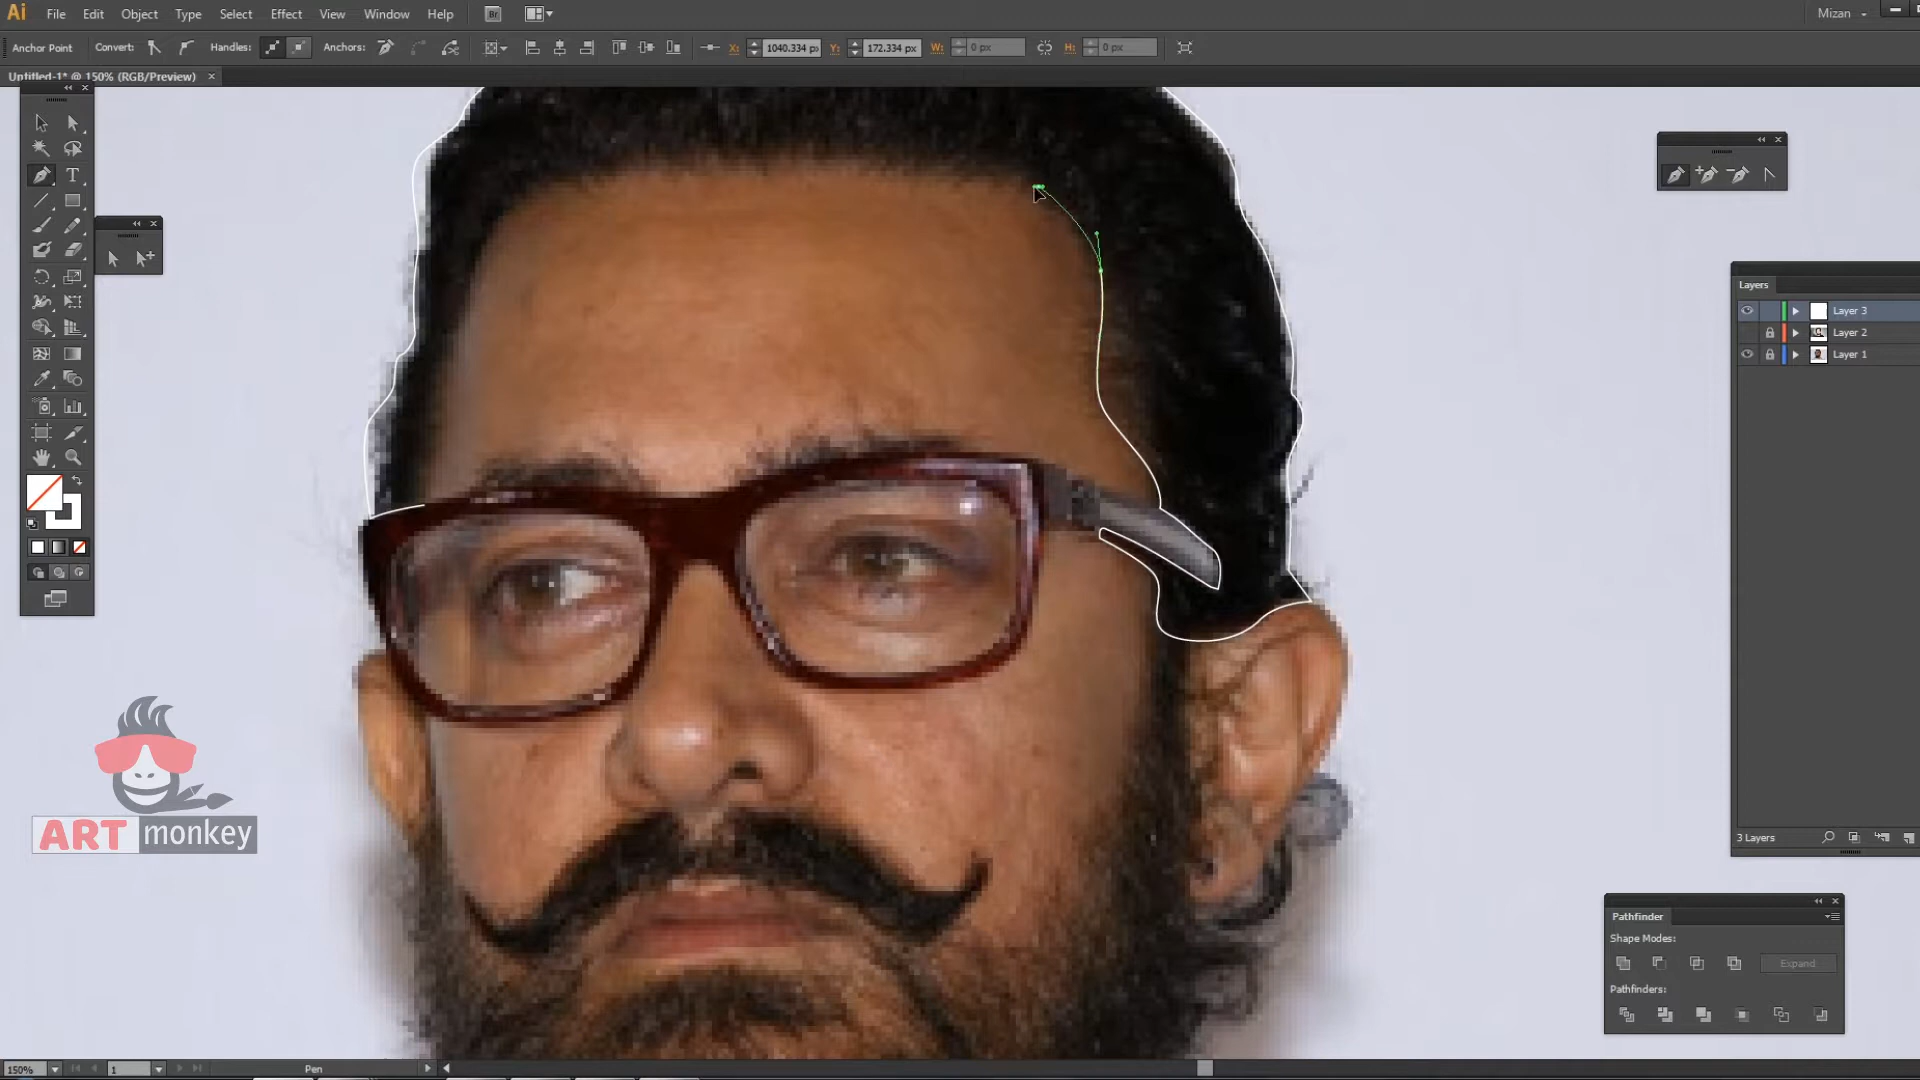 Ai File Edit Object Type Select Effect View Window Help Br Mizan
Anchor Point Convert: Handles: Anchors: X: 1040.334 px Y: 172.334 px W: 0 px H: 0 px
Untitled-1* @ 150% (RGB/Preview)
Layers
Layer 3
Layer 2
Layer 1
ART monkey
3 Layers
Pathfinder
Shape Modes:
Expand
Pathfinders:
150% 1 Pen